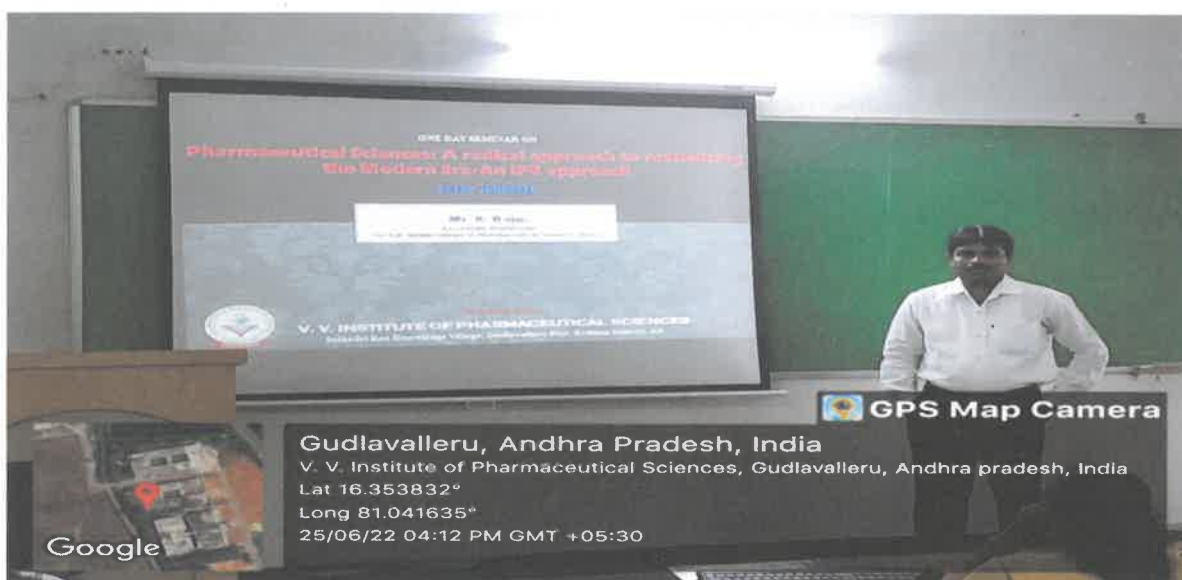 ONE DAY SEMINAR ON
Pharmaceutical Sciences: A radical approach to
the Modern Era: An IPR approach
Mr.
V. V. INSTITUTE OF PHARMACEUTICAL SCIENCES
GPS Map Camera
Gudlavalleru, Andhra Pradesh, India
V. V. Institute of Pharmaceutical Sciences, Gudlavalleru, Andhra pradesh, India
Lat 16.353832°
Long 81.041635°
25/06/22 04:12 PM GMT +05:30
Google